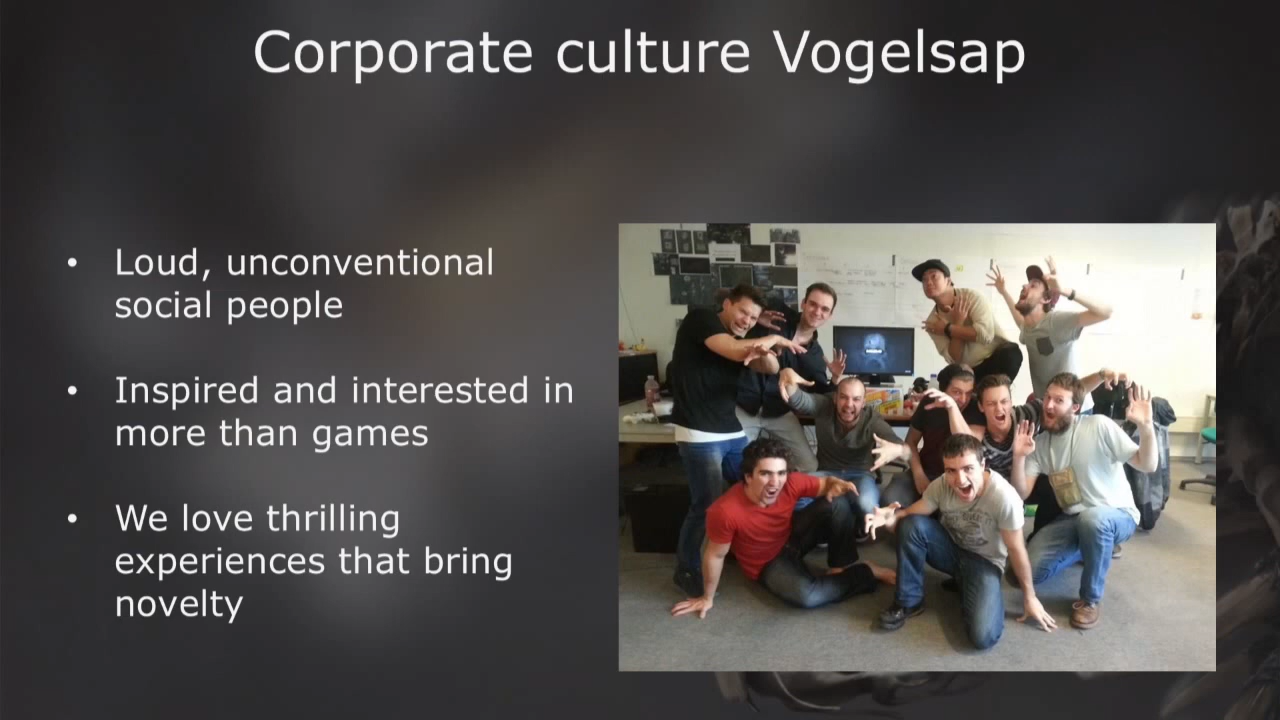 Corporate culture Vogelsap
• Loud, unconventional
social people
• Inspired and interested in
more than games
• We love thrilling
experiences that bring
novelty